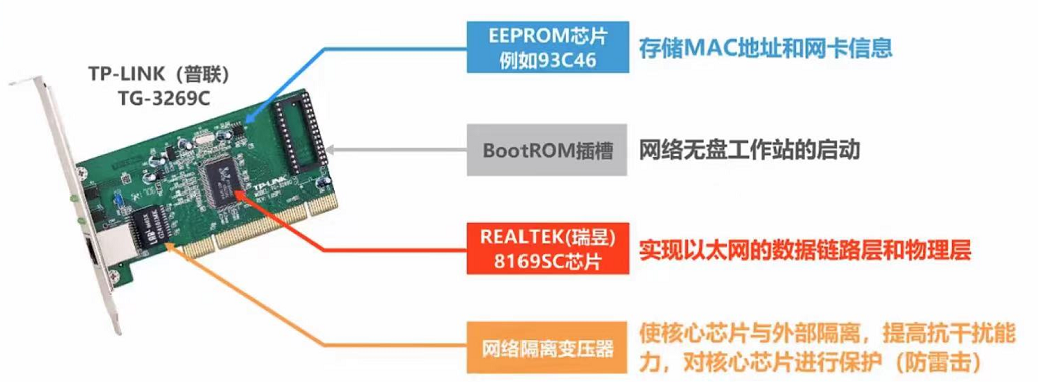 EEPROM芯片
例如93C46
存储MAC地址和网卡信息
TP-LINK（普联）
TG-3269C
BootROM插槽
网络无盘工作站的启动
TP-LINK
REALTEK(瑞昱)
8169SC芯片
实现以太网的数据链路层和物理层
网络隔离变压器
使核心芯片与外部隔离，提高抗干扰能
力，对核心芯片进行保护（防雷击）